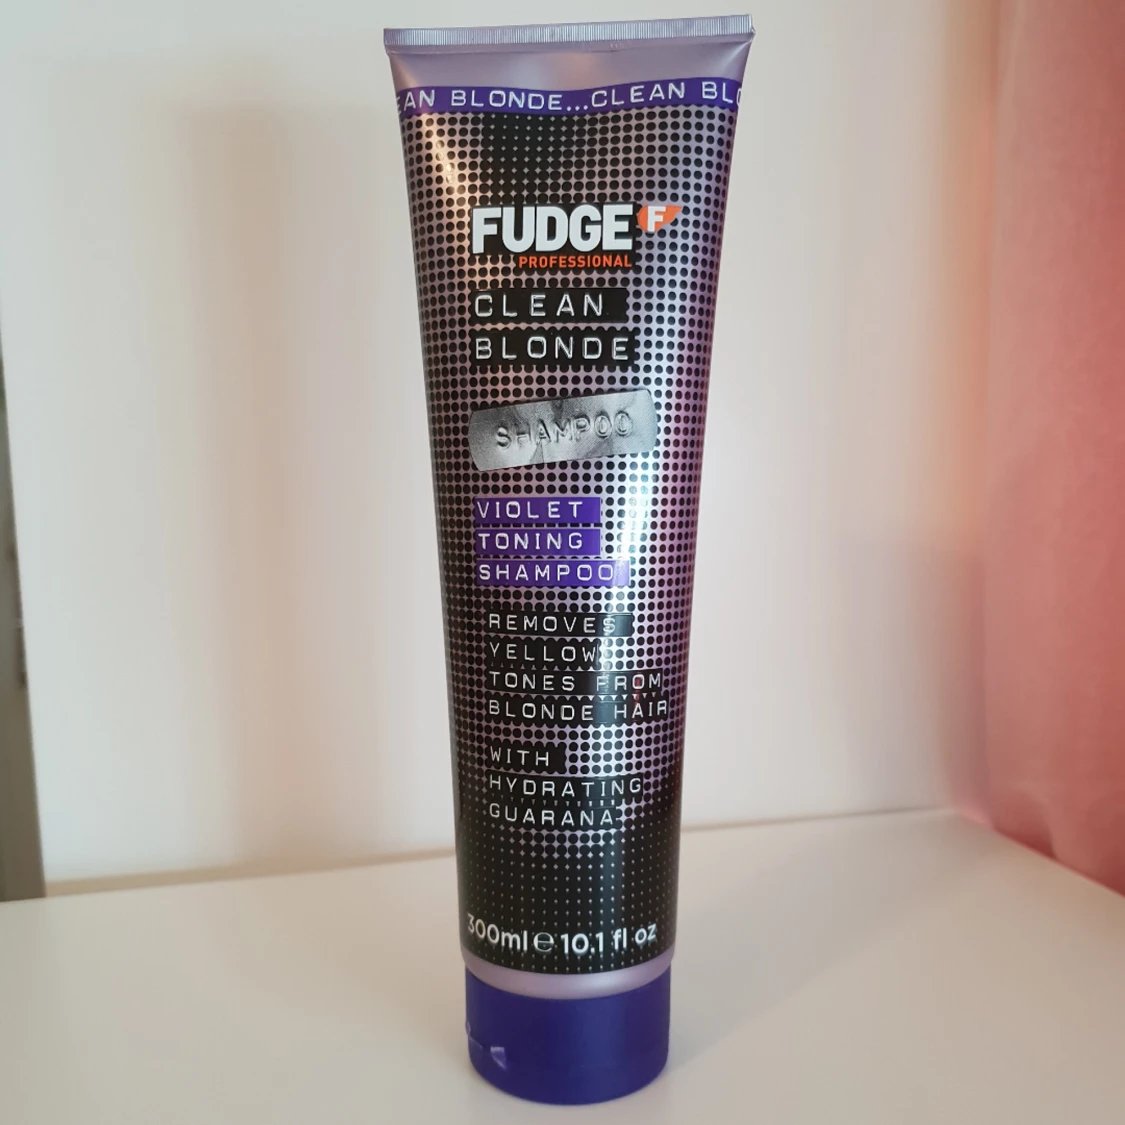 EAN BLONDE...CLEAN BLO
FUDGE F
PROFESSIONAL
CLEAN
BLONDE
SHAMPOO
VIOLET
TONING
SHAMPOO
REMOVES
YELLOW
TONES FROM
BLONDE HAIR
WITH
HYDRATING
GUARANA
300ml e 10.1 fl oz